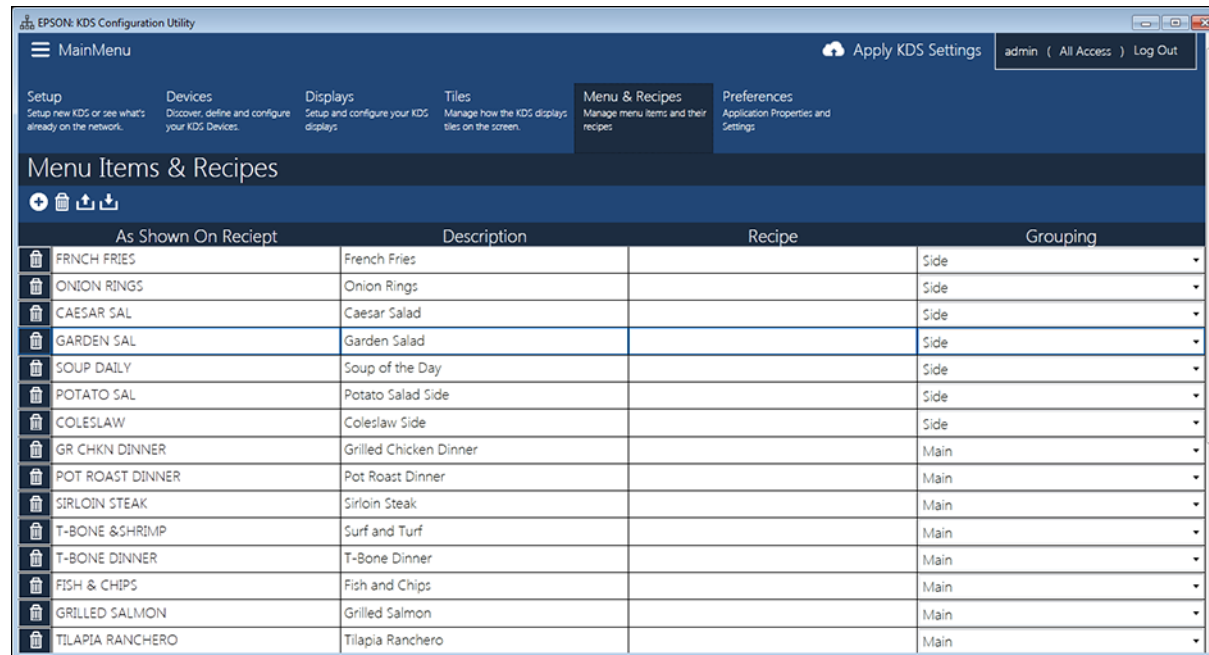 EPSON: KDS Configuration Utility
MainMenu
Apply KDS Settings
admin ( All Access ) Log Out
Setup
Setup new KDS or see what's
already on the network.
Devices
Discover, define and configure
your KDS Devices.
Displays
Setup and configure your KDS
displays
Tiles
Manage how the KDS displays
tiles on the screen.
Menu & Recipes
Manage menu items and their
recipes
Preferences
Application Properties and
Settings
Menu Items & Recipes
As Shown On Reciept Description Recipe Grouping
FRNCH FRIES French Fries Side
ONION RINGS Onion Rings Side
CAESAR SAL Caesar Salad Side
GARDEN SAL Garden Salad Side
SOUP DAILY Soup of the Day Side
POTATO SAL Potato Salad Side Side
COLESLAW Coleslaw Side Side
GR CHKN DINNER Grilled Chicken Dinner Main
POT ROAST DINNER Pot Roast Dinner Main
SIRLOIN STEAK Sirloin Steak Main
T-BONE &SHRIMP Surf and Turf Main
T-BONE DINNER T-Bone Dinner Main
FISH & CHIPS Fish and Chips Main
GRILLED SALMON Grilled Salmon Main
TILAPIA RANCHERO Tilapia Ranchero Main